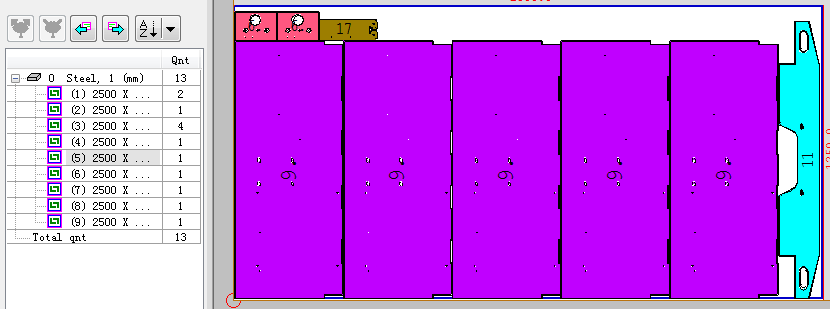 Qnt
0 Steel, 1 (mm) 13
(1) 2500 X ... 2
(2) 2500 X ... 1
(3) 2500 X ... 4
(4) 2500 X ... 1
(5) 2500 X ... 1
(6) 2500 X ... 1
(7) 2500 X ... 1
(8) 2500 X ... 1
(9) 2500 X ... 1
Total qnt 13
A
Z
17
9
9
9
9
9
11